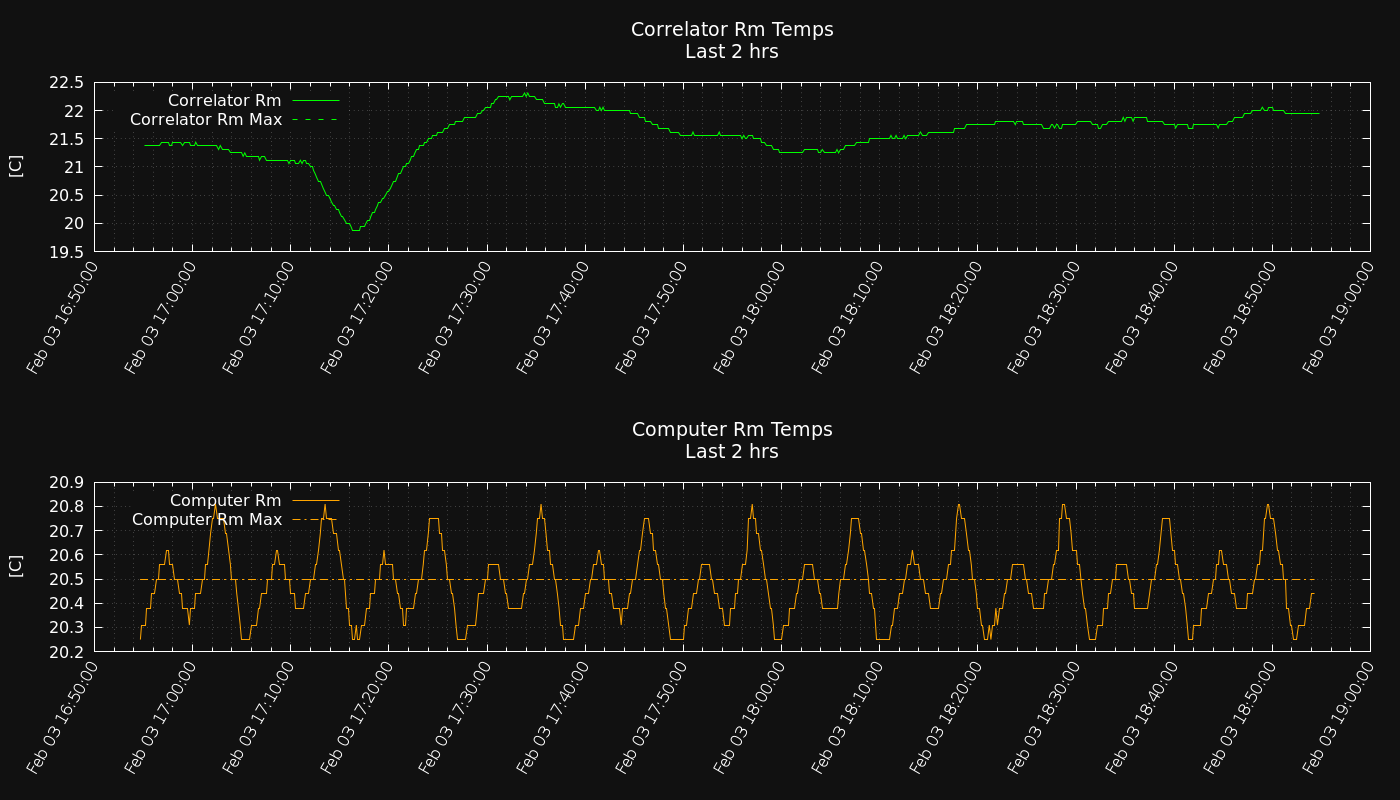 Correlator Rm Temps
Last 2 hrs
22.5
22
21.5
21
20.5
20
19.5
[C]
Correlator Rm
Correlator Rm Max
Feb 03 16:50:00
Feb 03 17:00:00
Feb 03 17:10:00
Feb 03 17:20:00
Feb 03 17:30:00
Feb 03 17:40:00
Feb 03 17:50:00
Feb 03 18:00:00
Feb 03 18:10:00
Feb 03 18:20:00
Feb 03 18:30:00
Feb 03 18:40:00
Feb 03 18:50:00
Feb 03 19:00:00
Computer Rm Temps
Last 2 hrs
20.9
20.8
20.7
20.6
20.5
20.4
20.3
20.2
[C]
Computer Rm
Computer Rm Max
Feb 03 16:50:00
Feb 03 17:00:00
Feb 03 17:10:00
Feb 03 17:20:00
Feb 03 17:30:00
Feb 03 17:40:00
Feb 03 17:50:00
Feb 03 18:00:00
Feb 03 18:10:00
Feb 03 18:20:00
Feb 03 18:30:00
Feb 03 18:40:00
Feb 03 18:50:00
Feb 03 19:00:00